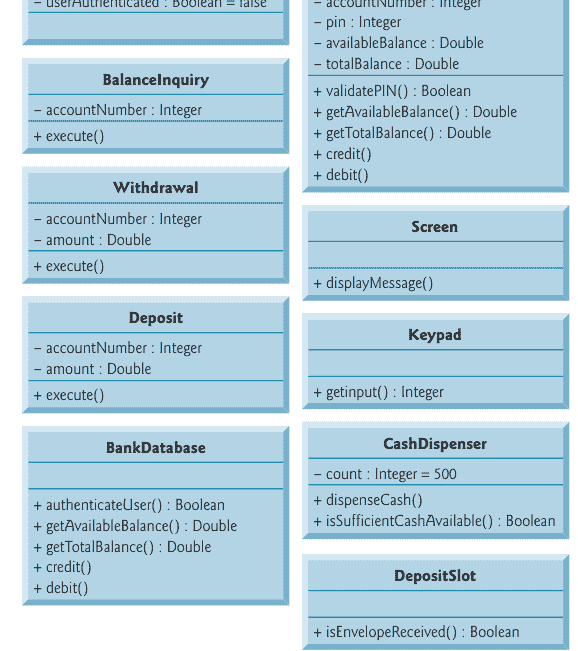 – userAuthenticated : Boolean = false
BalanceInquiry
– accountNumber : Integer
+ execute()
Withdrawal
– accountNumber : Integer
– amount : Double
+ execute()
Deposit
– accountNumber : Integer
– amount : Double
+ execute()
BankDatabase
+ authenticateUser() : Boolean
+ getAvailableBalance() : Double
+ getTotalBalance() : Double
+ credit()
+ debit()
– accountNumber : Integer
– pin : Integer
– availableBalance : Double
– totalBalance : Double
+ validatePIN() : Boolean
+ getAvailableBalance() : Double
+ getTotalBalance() : Double
+ credit()
+ debit()
Screen
+ displayMessage()
Keypad
+ getinput() : Integer
CashDispenser
– count : Integer = 500
+ dispenseCash()
+ isSufficientCashAvailable() : Boolean
DepositSlot
+ isEnvelopeReceived() : Boolean